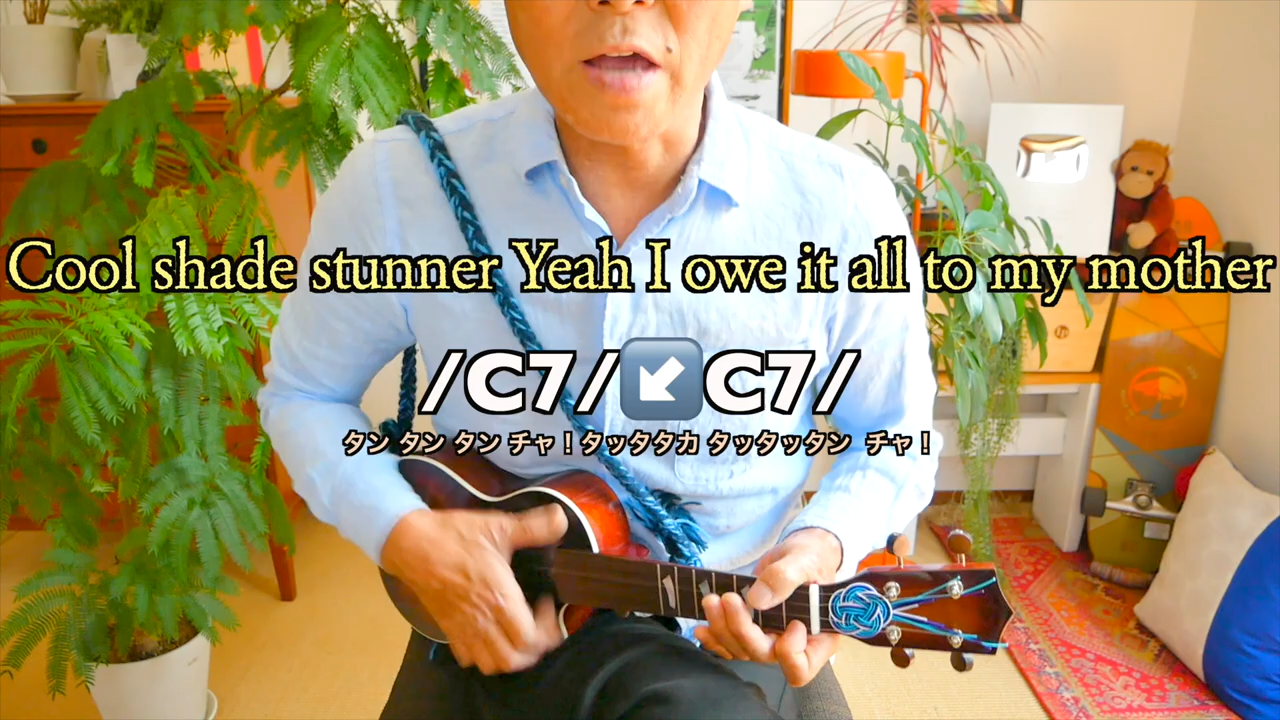 Cool shade stunner Yeah I owe it all to my mother
/C7/↙C7/
タン タン タン チャ！タッタタカ タッタッタン チャ！